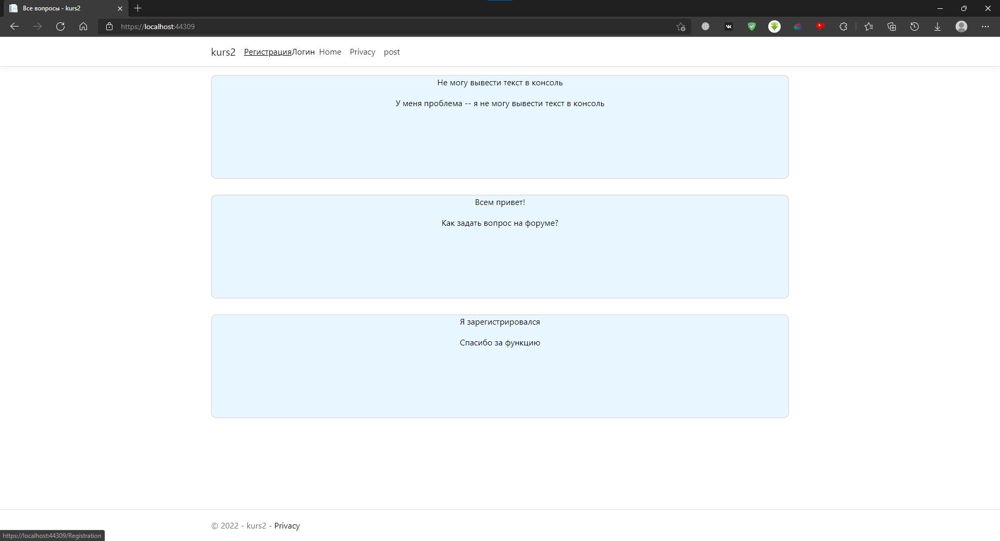 Все вопросы - kurs2
https://localhost:44309
kurs2 РегистрацияЛогин Home Privacy post
Не могу вывести текст в консоль
У меня проблема -- я не могу вывести текст в консоль
Всем привет!
Как задать вопрос на форуме?
Я зарегистрировался
Спасибо за функцию
© 2022 - kurs2 - Privacy
https://localhost:44309/Registration